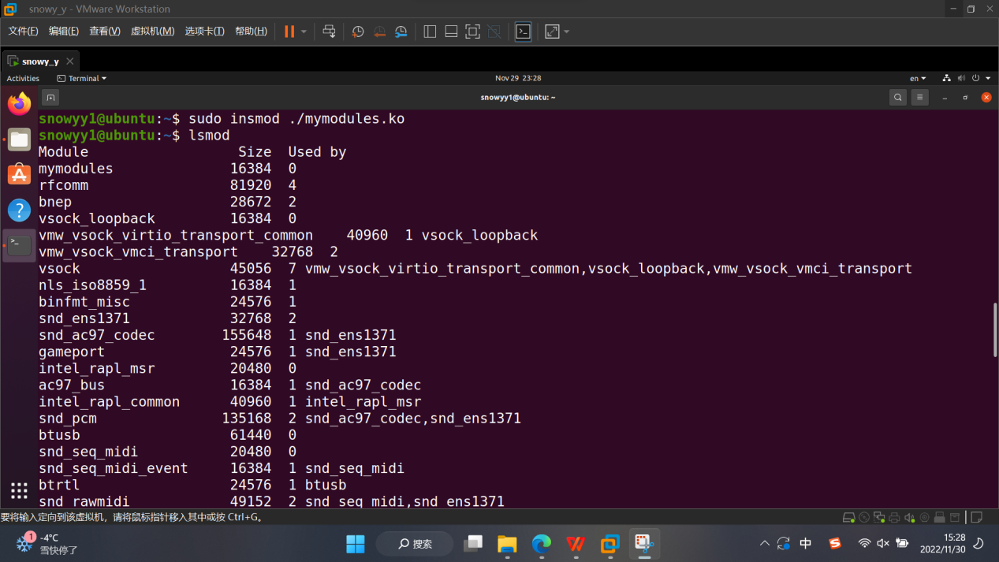 snowy_y - VMware Workstation
文件(F) 编辑(E) 查看(V) 虚拟机(M) 选项卡(T) 帮助(H)
snowy_y
Activities Terminal Nov 29 23:28 en
snowyy1@ubuntu: ~
snowyy1@ubuntu:~$ sudo insmod ./mymodules.ko
snowyy1@ubuntu:~$ lsmod
Module Size Used by
mymodules 16384 0
rfcomm 81920 4
bnep 28672 2
vsock_loopback 16384 0
vmw_vsock_virtio_transport_common 40960 1 vsock_loopback
vmw_vsock_vmci_transport 32768 2
vsock 45056 7 vmw_vsock_virtio_transport_common,vsock_loopback,vmw_vsock_vmci_transport
nls_iso8859_1 16384 1
binfmt_misc 24576 1
snd_ens1371 32768 2
snd_ac97_codec 155648 1 snd_ens1371
gameport 24576 1 snd_ens1371
intel_rapl_msr 20480 0
ac97_bus 16384 1 snd_ac97_codec
intel_rapl_common 40960 1 intel_rapl_msr
snd_pcm 135168 2 snd_ac97_codec,snd_ens1371
btusb 61440 0
snd_seq_midi 20480 0
snd_seq_midi_event 16384 1 snd_seq_midi
btrtl 24576 1 btusb
snd_rawmidi 49152 2 snd_seq_midi,snd_ens1371
要将输入定向到该虚拟机，请将鼠标指针移入其中或按 Ctrl+G。
1
-4°C
雪快停了
搜索
中
15:28
2022/11/30